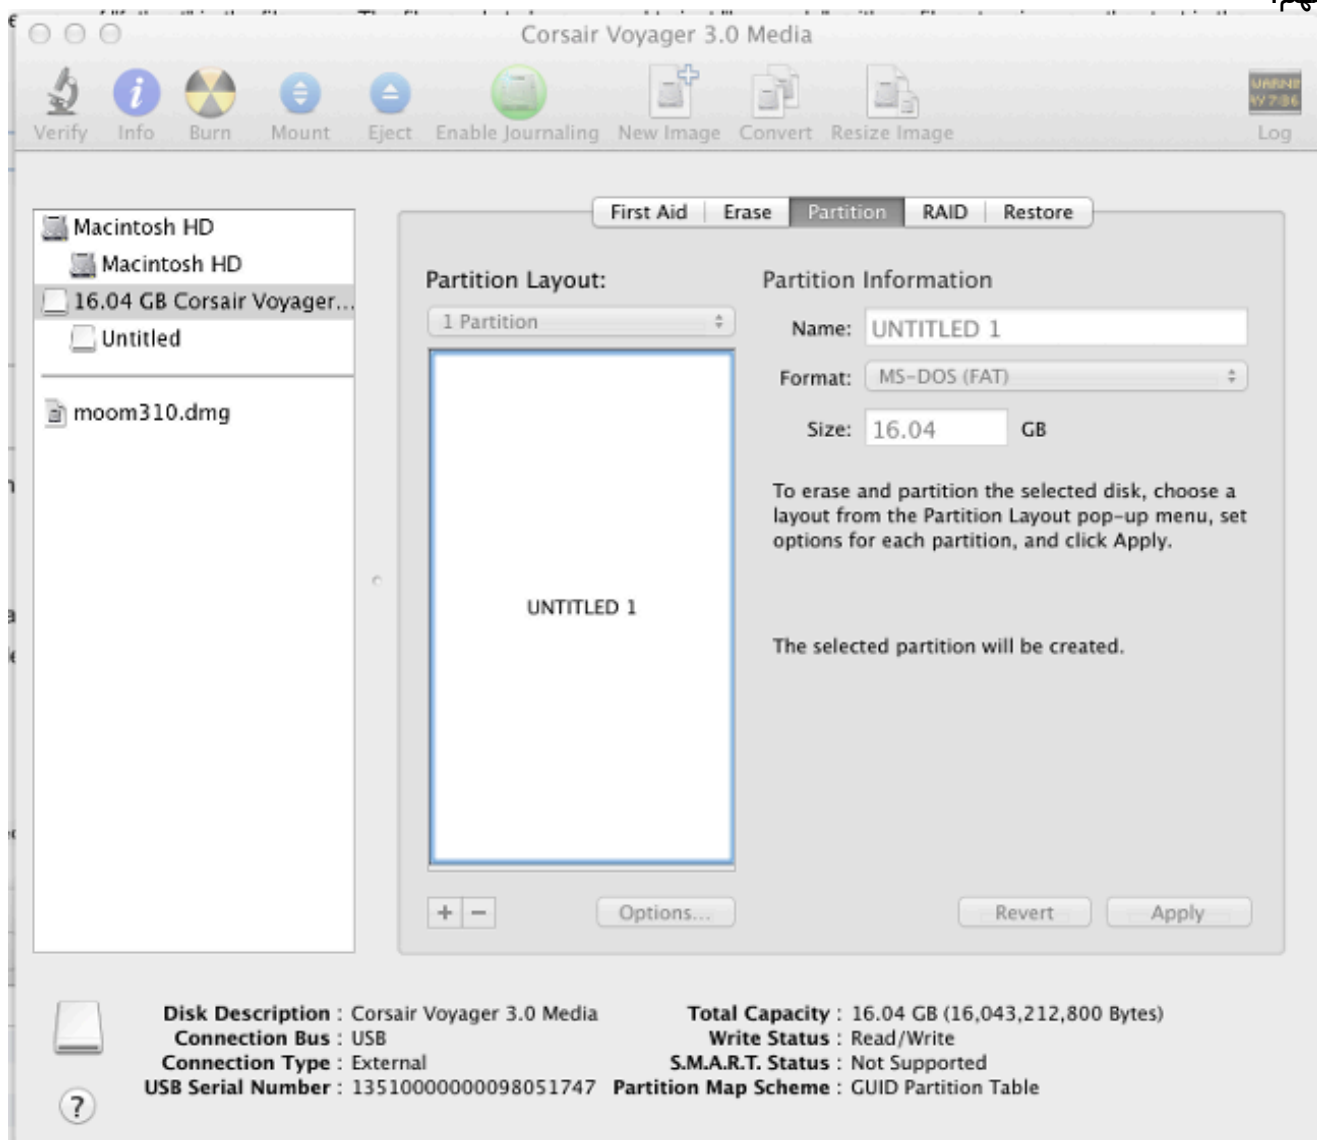 Corsair Voyager 3.0 Media
Verify Info Burn Mount Eject Enable Journaling New Image Convert Resize Image Log
WARNI
W 7:36
First Aid Erase Partition RAID Restore
Macintosh HD
Macintosh HD
16.04 GB Corsair Voyager...
Untitled
moom310.dmg
Partition Layout:
1 Partition
UNTITLED 1
+ − Options...
Partition Information
Name: UNTITLED 1
Format: MS-DOS (FAT)
Size: 16.04 GB
To erase and partition the selected disk, choose a
layout from the Partition Layout pop-up menu, set
options for each partition, and click Apply.
The selected partition will be created.
Revert Apply
Disk Description : Corsair Voyager 3.0 Media
Connection Bus : USB
Connection Type : External
USB Serial Number : 13510000000098051747
Total Capacity : 16.04 GB (16,043,212,800 Bytes)
Write Status : Read/Write
S.M.A.R.T. Status : Not Supported
Partition Map Scheme : GUID Partition Table
?